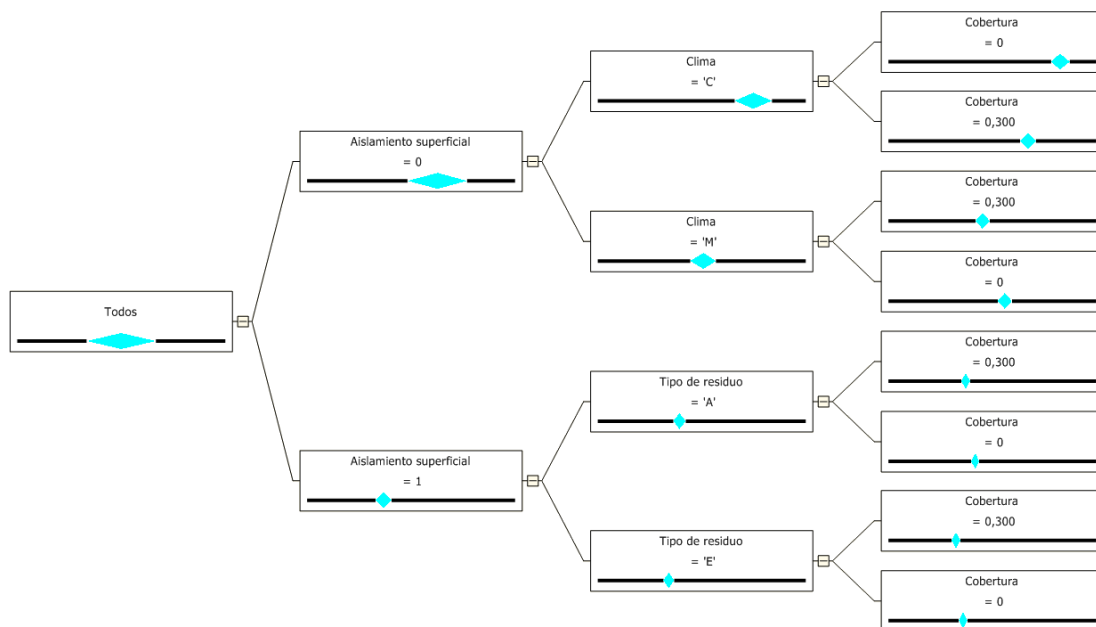 Cobertura
= 0
Clima
= 'C'
Cobertura
= 0,300
Aislamiento superficial
= 0
Cobertura
= 0,300
Clima
= 'M'
Cobertura
= 0
Todos
Cobertura
= 0,300
Tipo de residuo
= 'A'
Cobertura
= 0
Aislamiento superficial
= 1
Cobertura
= 0,300
Tipo de residuo
= 'E'
Cobertura
= 0